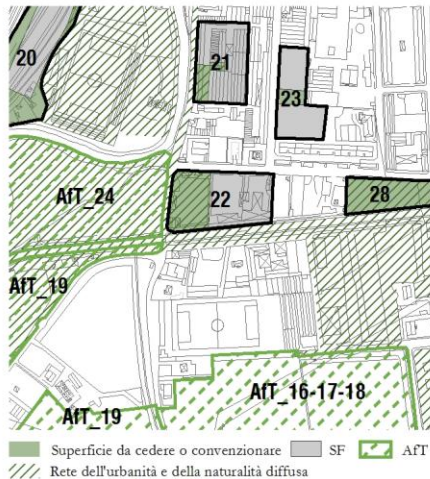 20
21
23
AfT_24
22
28
AfT_19
AfT_16-17-18
AfT_19
Superficie da cedere o convenzionare SF AfT
Rete dell'urbanità e della naturalità diffusa